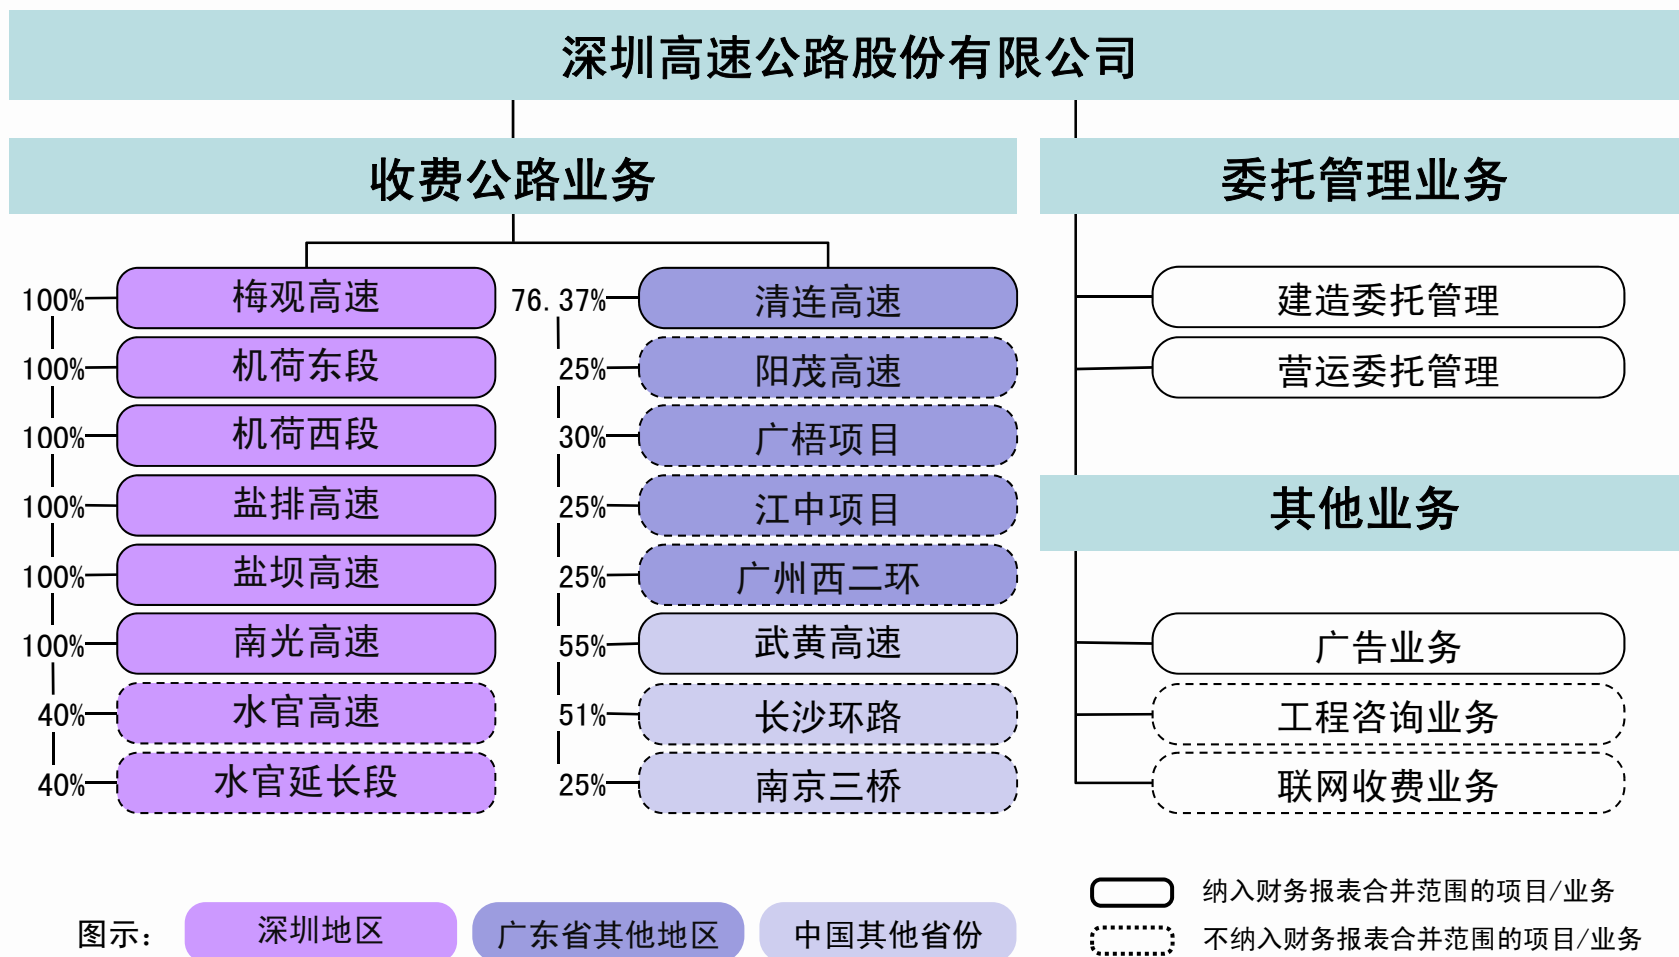 深圳高速公路股份有限公司
收费公路业务
委托管理业务
100% 梅观高速
100% 机荷东段
100% 机荷西段
100% 盐排高速
100% 盐坝高速
100% 南光高速
40% 水官高速
40% 水官延长段
76.37% 清连高速
25% 阳茂高速
30% 广梧项目
25% 江中项目
25% 广州西二环
55% 武黄高速
51% 长沙环路
25% 南京三桥
建造委托管理
营运委托管理
其他业务
广告业务
工程咨询业务
联网收费业务
图示： 深圳地区 广东省其他地区 中国其他省份
纳入财务报表合并范围的项目/业务
不纳入财务报表合并范围的项目/业务